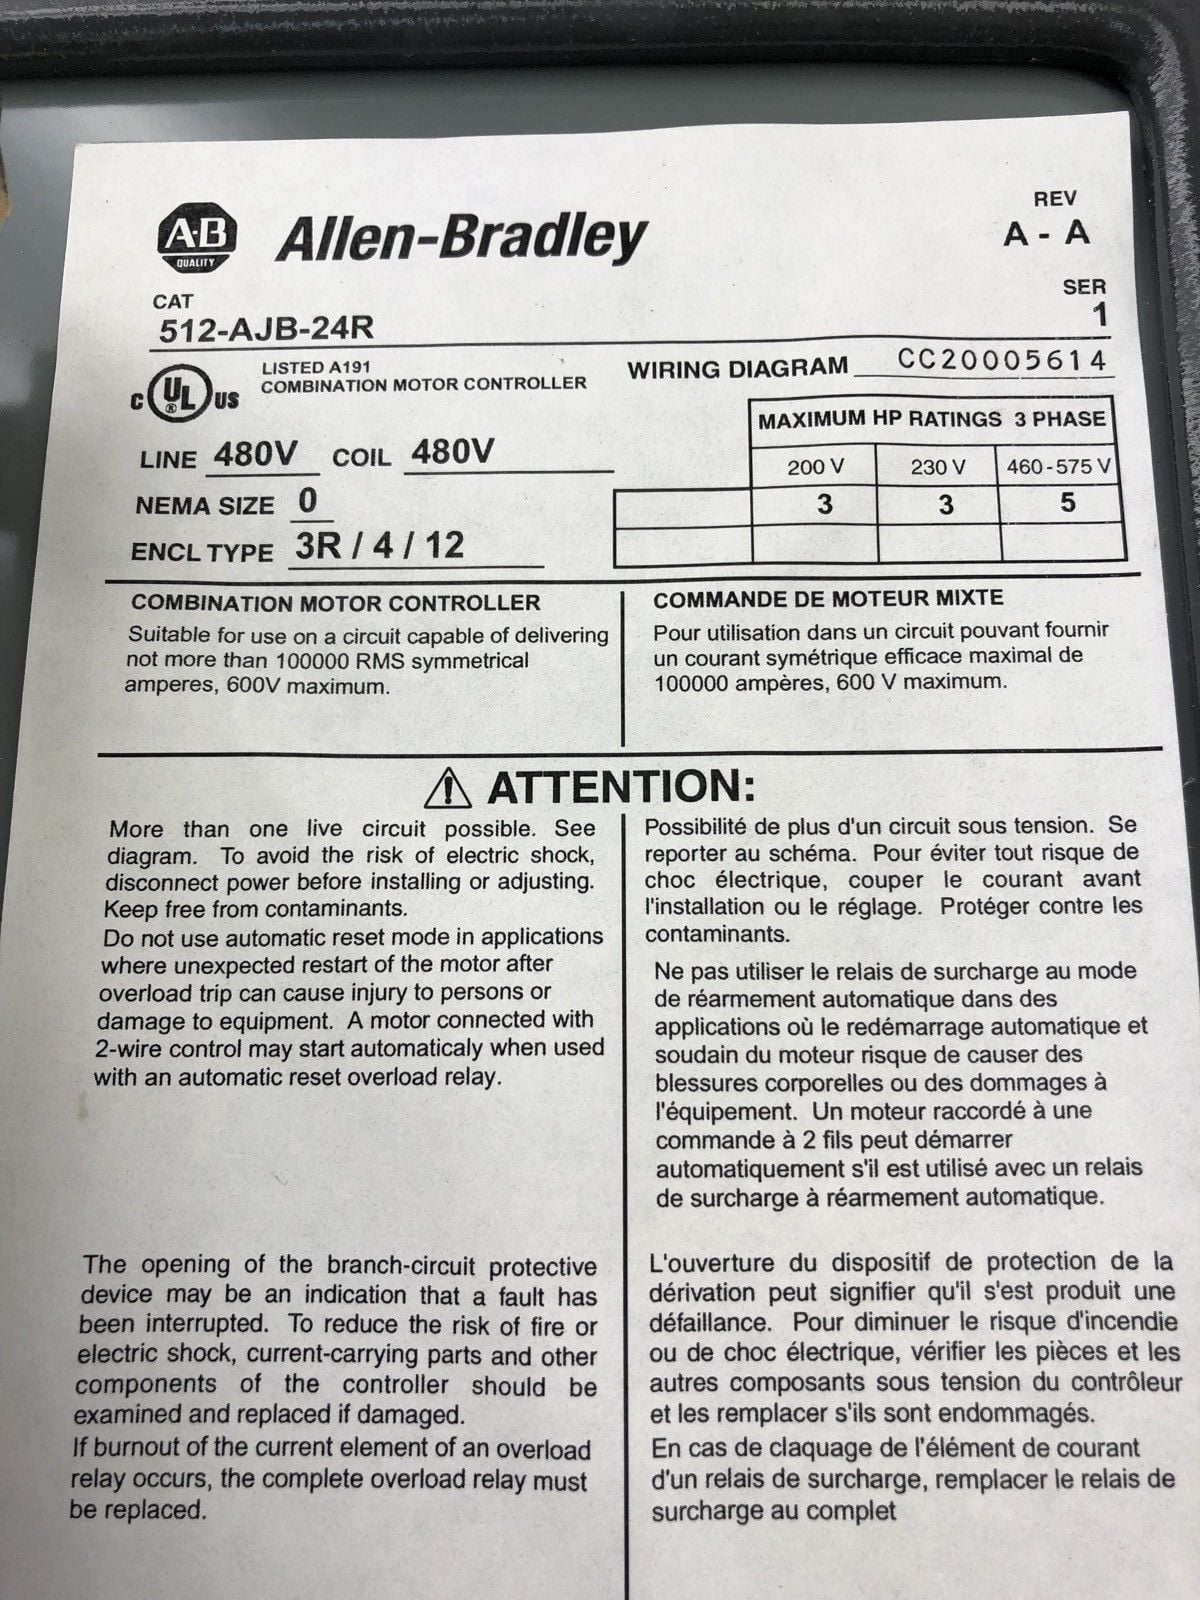 A·B
QUALITY
Allen-Bradley
REV
A - A
CAT
512-AJB-24R
SER
1
C UL ® US
LISTED A191
COMBINATION MOTOR CONTROLLER
WIRING DIAGRAM CC20005614
LINE 480V COIL 480V
NEMA SIZE 0
ENCL TYPE 3R / 4 / 12
MAXIMUM HP RATINGS 3 PHASE
200 V 230 V 460-575 V
3 3 5
COMBINATION MOTOR CONTROLLER
Suitable for use on a circuit capable of delivering
not more than 100000 RMS symmetrical
amperes, 600V maximum.
COMMANDE DE MOTEUR MIXTE
Pour utilisation dans un circuit pouvant fournir
un courant symétrique efficace maximal de
100000 ampères, 600 V maximum.
ATTENTION:
More than one live circuit possible. See
diagram. To avoid the risk of electric shock,
disconnect power before installing or adjusting.
Keep free from contaminants.
Do not use automatic reset mode in applications
where unexpected restart of the motor after
overload trip can cause injury to persons or
damage to equipment. A motor connected with
2-wire control may start automaticaly when used
with an automatic reset overload relay.
The opening of the branch-circuit protective
device may be an indication that a fault has
been interrupted. To reduce the risk of fire or
electric shock, current-carrying parts and other
components of the controller should be
examined and replaced if damaged.
If burnout of the current element of an overload
relay occurs, the complete overload relay must
be replaced.
Possibilité de plus d'un circuit sous tension. Se
reporter au schéma. Pour éviter tout risque de
choc électrique, couper le courant avant
l'installation ou le réglage. Protéger contre les
contaminants.
Ne pas utiliser le relais de surcharge au mode
de réarmement automatique dans des
applications où le redémarrage automatique et
soudain du moteur risque de causer des
blessures corporelles ou des dommages à
l'équipement. Un moteur raccordé à une
commande à 2 fils peut démarrer
automatiquement s'il est utilisé avec un relais
de surcharge à réarmement automatique.
L'ouverture du dispositif de protection de la
dérivation peut signifier qu'il s'est produit une
défaillance. Pour diminuer le risque d'incendie
ou de choc électrique, vérifier les pièces et les
autres composants sous tension du contrôleur
et les remplacer s'ils sont endommagés.
En cas de claquage de l'élément de courant
d'un relais de surcharge, remplacer le relais de
surcharge au complet